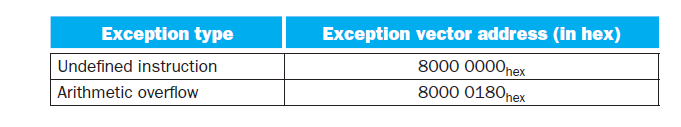 Exception type Exception vector address (in hex)
Undefined instruction 8000 0000hex
Arithmetic overflow 8000 0180hex